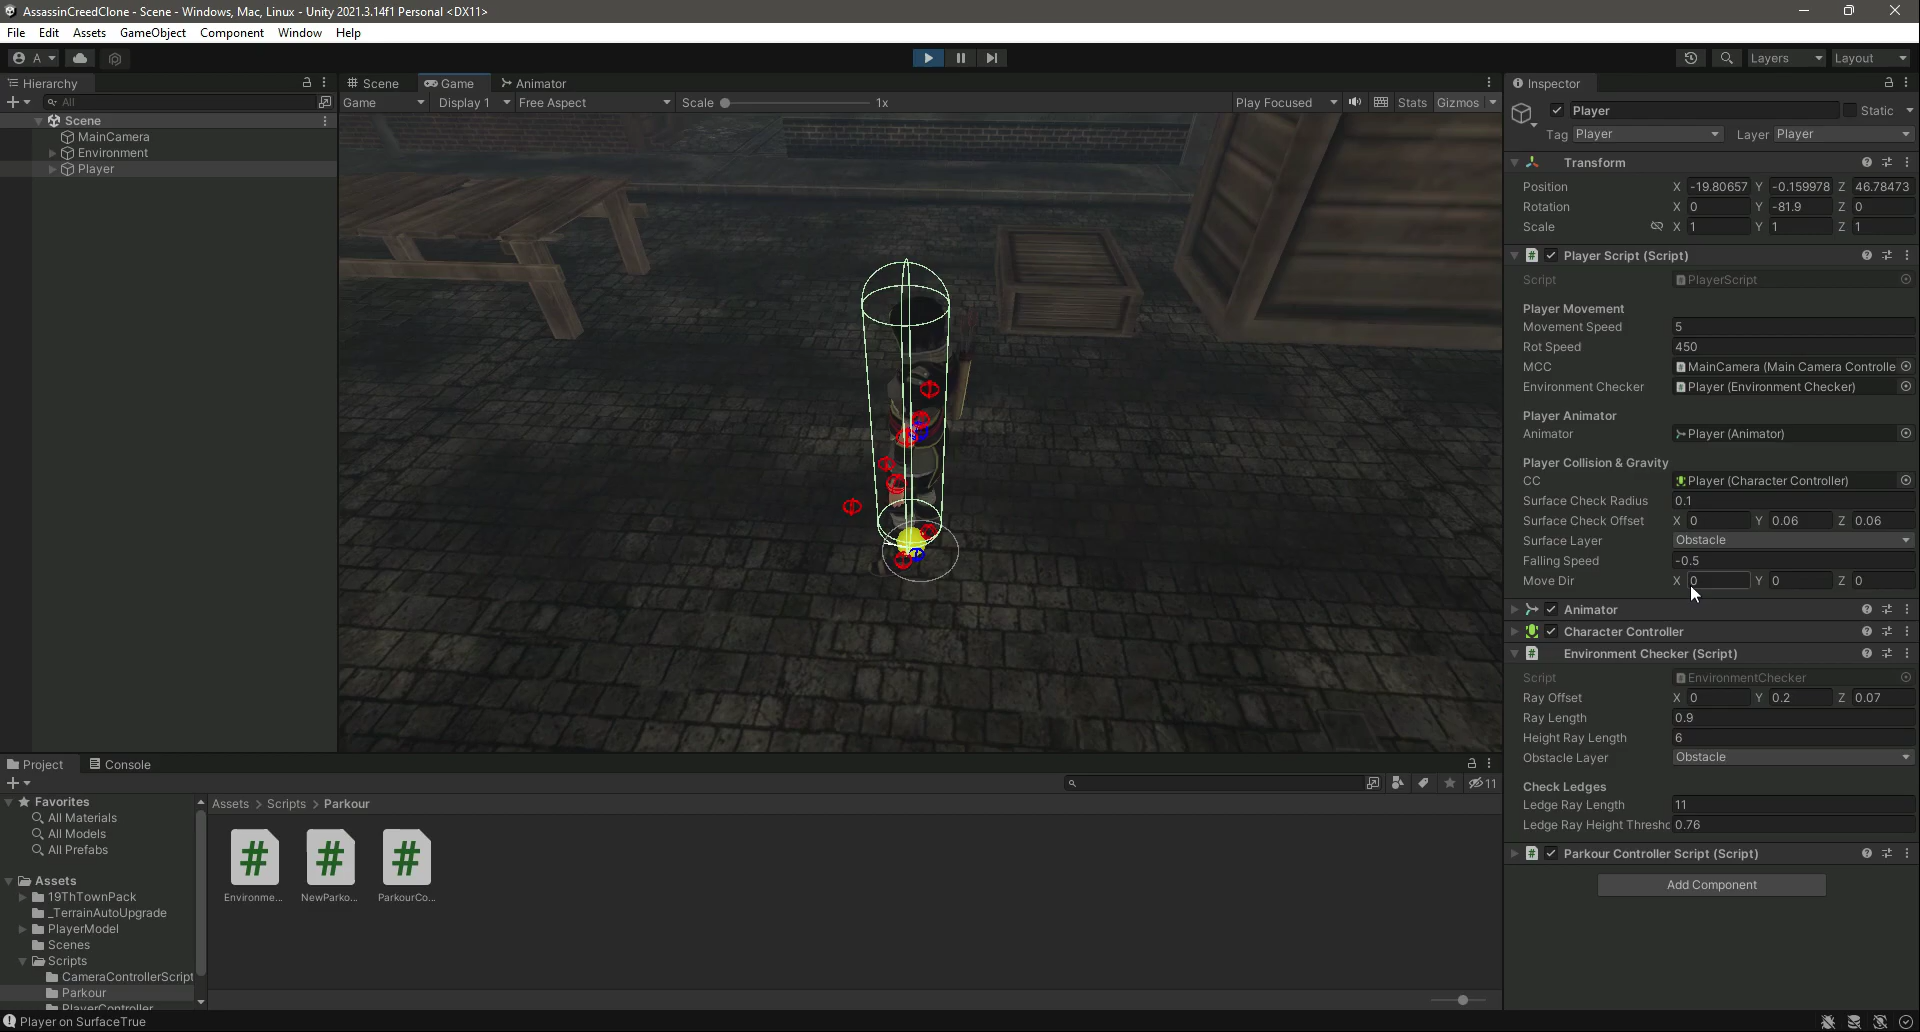 AssassinCreedClone - Scene - Windows, Mac, Linux - Unity 2021.3.14f1 Personal <DX11>
File Edit Assets GameObject Component Window Help
A Layers Layout
Hierarchy
All
Scene
MainCamera
Environment
Player
Scene Game Animator
Game Display 1 Free Aspect Scale 1x Play Focused Stats Gizmos
Inspector
Player Static
Tag Player Layer Player
Transform
Position X -19.80657 Y -0.159978 Z 46.78473
Rotation X 0 Y -81.9 Z 0
Scale X 1 Y 1 Z 1
# Player Script (Script)
Script PlayerScript
Player Movement
Movement Speed 5
Rot Speed 450
MCC MainCamera (Main Camera Controlle
Environment Checker Player (Environment Checker)
Player Animator
Animator Player (Animator)
Player Collision & Gravity
CC Player (Character Controller)
Surface Check Radius 0.1
Surface Check Offset X 0 Y 0.06 Z 0.06
Surface Layer Obstacle
Falling Speed -0.5
Move Dir X 0 Y 0 Z 0
Animator
Character Controller
# Environment Checker (Script)
Script EnvironmentChecker
Ray Offset X 0 Y 0.2 Z 0.07
Ray Length 0.9
Height Ray Length 6
Obstacle Layer Obstacle
Check Ledges
Ledge Ray Length 11
Ledge Ray Height Thresho 0.76
# Parkour Controller Script (Script)
Add Component
Project Console
11
Favorites
All Materials
All Models
All Prefabs
Assets
19ThTownPack
_TerrainAutoUpgrade
PlayerModel
Scenes
Scripts
CameraControllerScript
Parkour
PlayerController
Assets > Scripts > Parkour
# # #
Environme... NewParko... ParkourCo...
Player on SurfaceTrue